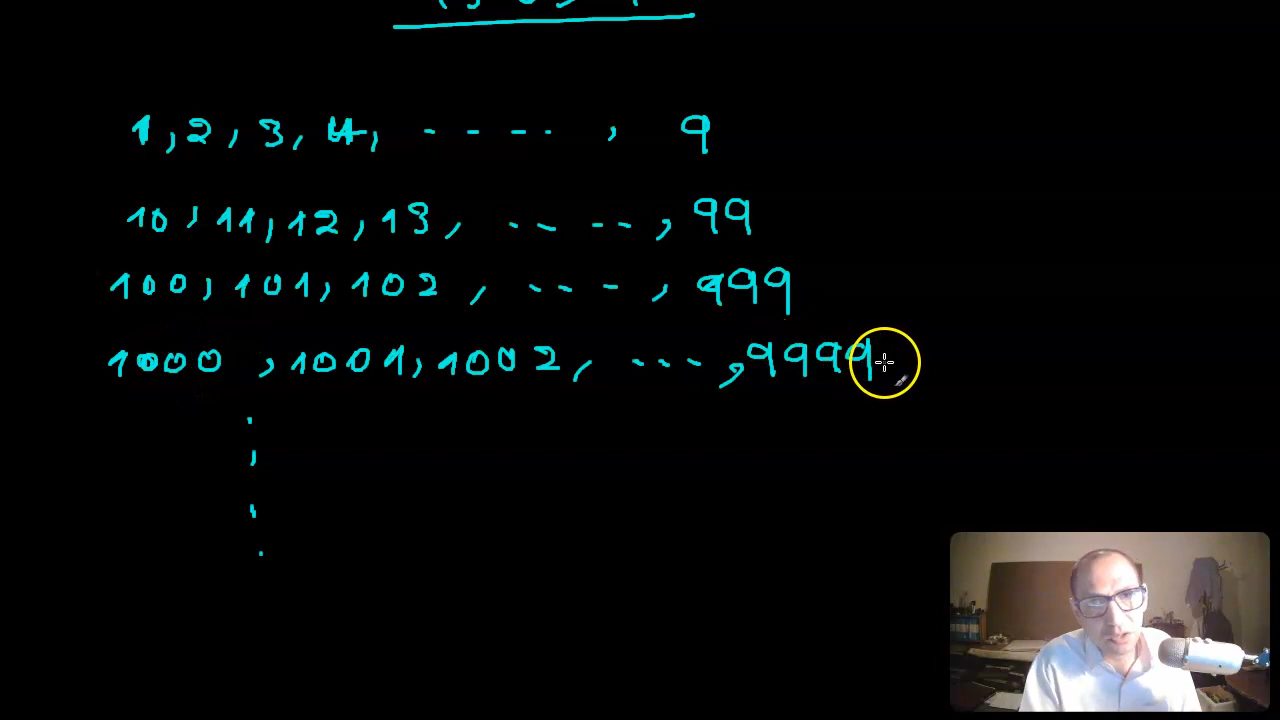 1, 2, 3, 4, ----- , 9
10, 11, 12, 13, -- -- --, 99
100, 101, 102, ----, 999
1000, 1001, 1002, ---, 9999